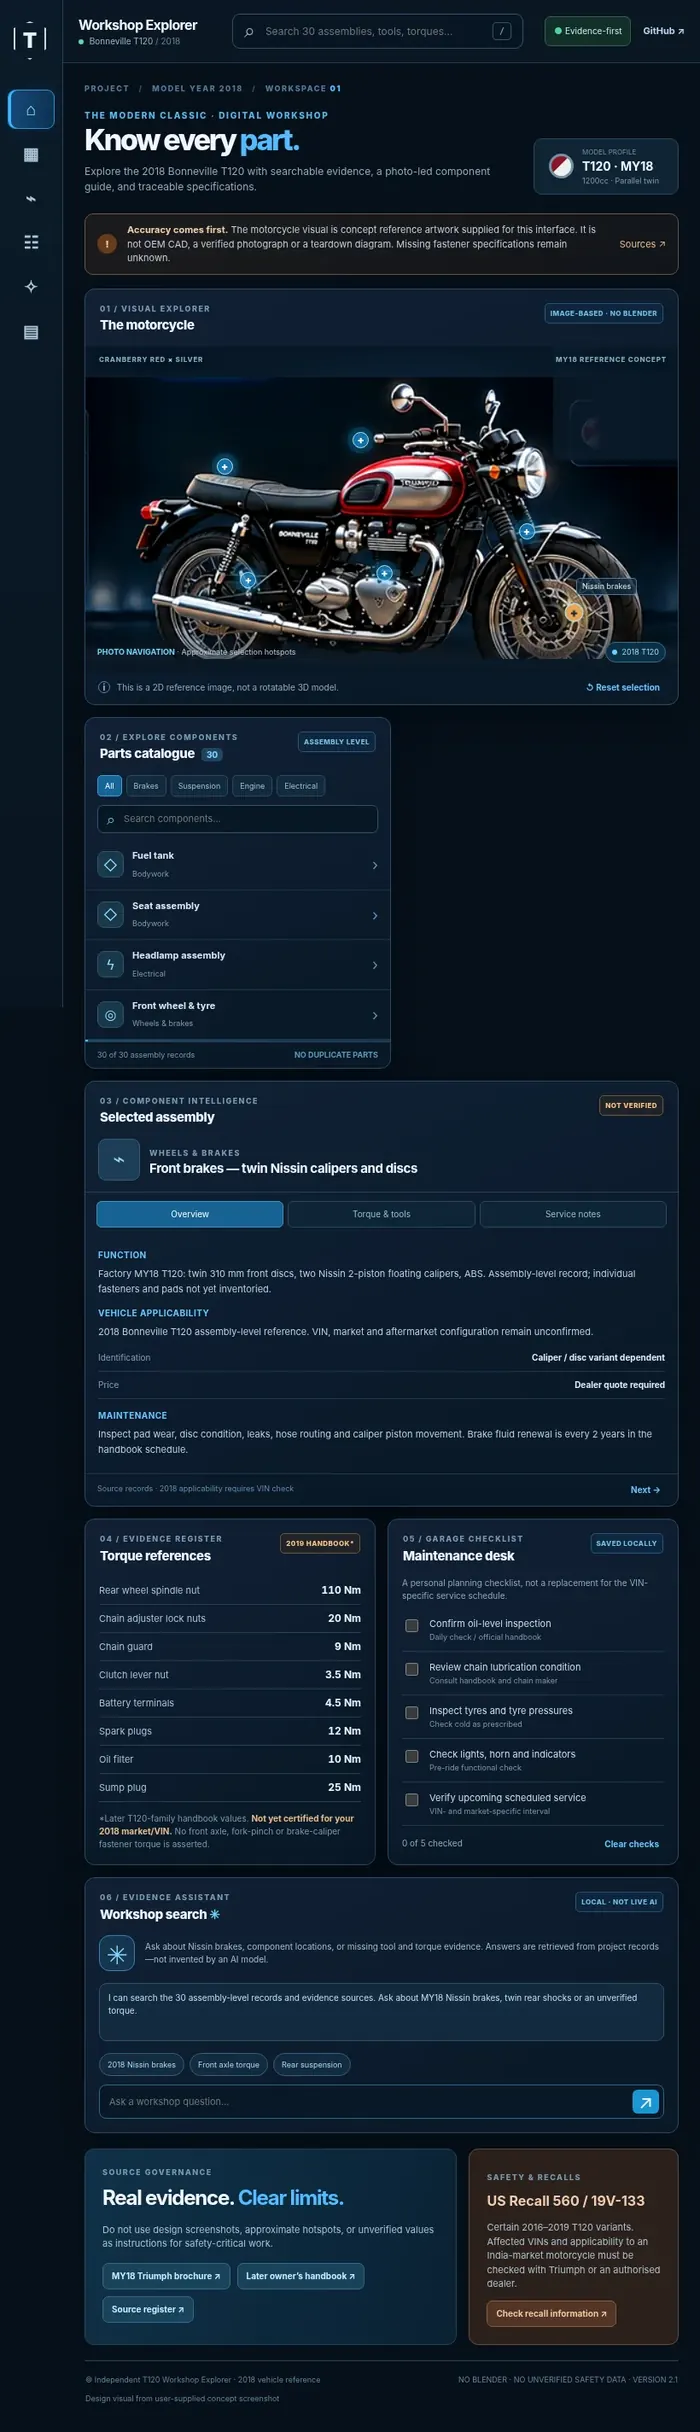 T
Workshop Explorer
Bonneville T120 / 2018
Search 30 assemblies, tools, torques...
/
Evidence-first
GitHub ↗
PROJECT / MODEL YEAR 2018 / WORKSPACE 01
THE MODERN CLASSIC · DIGITAL WORKSHOP
Know every part.
Explore the 2018 Bonneville T120 with searchable evidence, a photo-led component
guide, and traceable specifications.
MODEL PROFILE
T120 · MY18
1200cc · Parallel twin
!
Accuracy comes first. The motorcycle visual is concept reference artwork supplied for this interface. It is
not OEM CAD, a verified photograph or a teardown diagram. Missing fastener specifications remain
unknown.
Sources ↗
01 / VISUAL EXPLORER
The motorcycle
IMAGE-BASED · NO BLENDER
CRANBERRY RED × SILVER
MY18 REFERENCE CONCEPT
TRIUMPH
BONNEVILLE
T120
Nissin brakes
PHOTO NAVIGATION · Approximate selection hotspots
2018 T120
This is a 2D reference image, not a rotatable 3D model.
↺ Reset selection
02 / EXPLORE COMPONENTS
Parts catalogue 30
ASSEMBLY LEVEL
All
Brakes
Suspension
Engine
Electrical
Search components...
Fuel tank
Bodywork
Seat assembly
Bodywork
Headlamp assembly
Electrical
Front wheel & tyre
Wheels & brakes
30 of 30 assembly records
NO DUPLICATE PARTS
03 / COMPONENT INTELLIGENCE
Selected assembly
NOT VERIFIED
WHEELS & BRAKES
Front brakes — twin Nissin calipers and discs
Overview
Torque & tools
Service notes
FUNCTION
Factory MY18 T120: twin 310 mm front discs, two Nissin 2-piston floating calipers, ABS. Assembly-level record; individual
fasteners and pads not yet inventoried.
VEHICLE APPLICABILITY
2018 Bonneville T120 assembly-level reference. VIN, market and aftermarket configuration remain unconfirmed.
Identification
Caliper / disc variant dependent
Price
Dealer quote required
MAINTENANCE
Inspect pad wear, disc condition, leaks, hose routing and caliper piston movement. Brake fluid renewal is every 2 years in the
handbook schedule.
Source records · 2018 applicability requires VIN check
Next →
04 / EVIDENCE REGISTER
Torque references
2019 HANDBOOK*
Rear wheel spindle nut 110 Nm
Chain adjuster lock nuts 20 Nm
Chain guard 9 Nm
Clutch lever nut 3.5 Nm
Battery terminals 4.5 Nm
Spark plugs 12 Nm
Oil filter 10 Nm
Sump plug 25 Nm
*Later T120-family handbook values. Not yet certified for your
2018 market/VIN. No front axle, fork-pinch or brake-caliper
fastener torque is asserted.
05 / GARAGE CHECKLIST
Maintenance desk
SAVED LOCALLY
A personal planning checklist, not a replacement for the VIN-
specific service schedule.
Confirm oil-level inspection
Daily check / official handbook
Review chain lubrication condition
Consult handbook and chain maker
Inspect tyres and tyre pressures
Check cold as prescribed
Check lights, horn and indicators
Pre-ride functional check
Verify upcoming scheduled service
VIN- and market-specific interval
0 of 5 checked
Clear checks
06 / EVIDENCE ASSISTANT
Workshop search ✳
LOCAL · NOT LIVE AI
Ask about Nissin brakes, component locations, or missing tool and torque evidence. Answers are retrieved from project records
—not invented by an AI model.
I can search the 30 assembly-level records and evidence sources. Ask about MY18 Nissin brakes, twin rear shocks or an unverified
torque.
2018 Nissin brakes
Front axle torque
Rear suspension
Ask a workshop question...
SOURCE GOVERNANCE
Real evidence. Clear limits.
Do not use design screenshots, approximate hotspots, or unverified values
as instructions for safety-critical work.
MY18 Triumph brochure ↗
Later owner's handbook ↗
Source register ↗
SAFETY & RECALLS
US Recall 560 / 19V-133
Certain 2016–2019 T120 variants.
Affected VINs and applicability to an
India-market motorcycle must be
checked with Triumph or an authorised
dealer.
Check recall information ↗
© Independent T120 Workshop Explorer · 2018 vehicle reference
NO BLENDER · NO UNVERIFIED SAFETY DATA · VERSION 2.1
Design visual from user-supplied concept screenshot